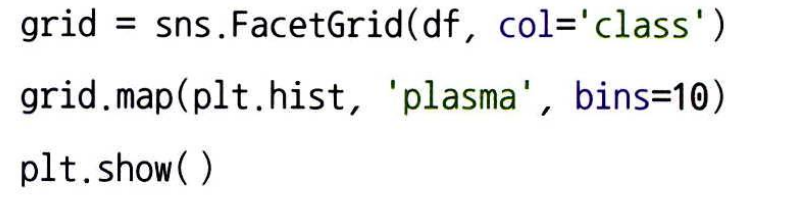 grid = sns.FacetGrid(df, col='class')
grid.map(plt.hist, 'plasma', bins=10)
plt.show()